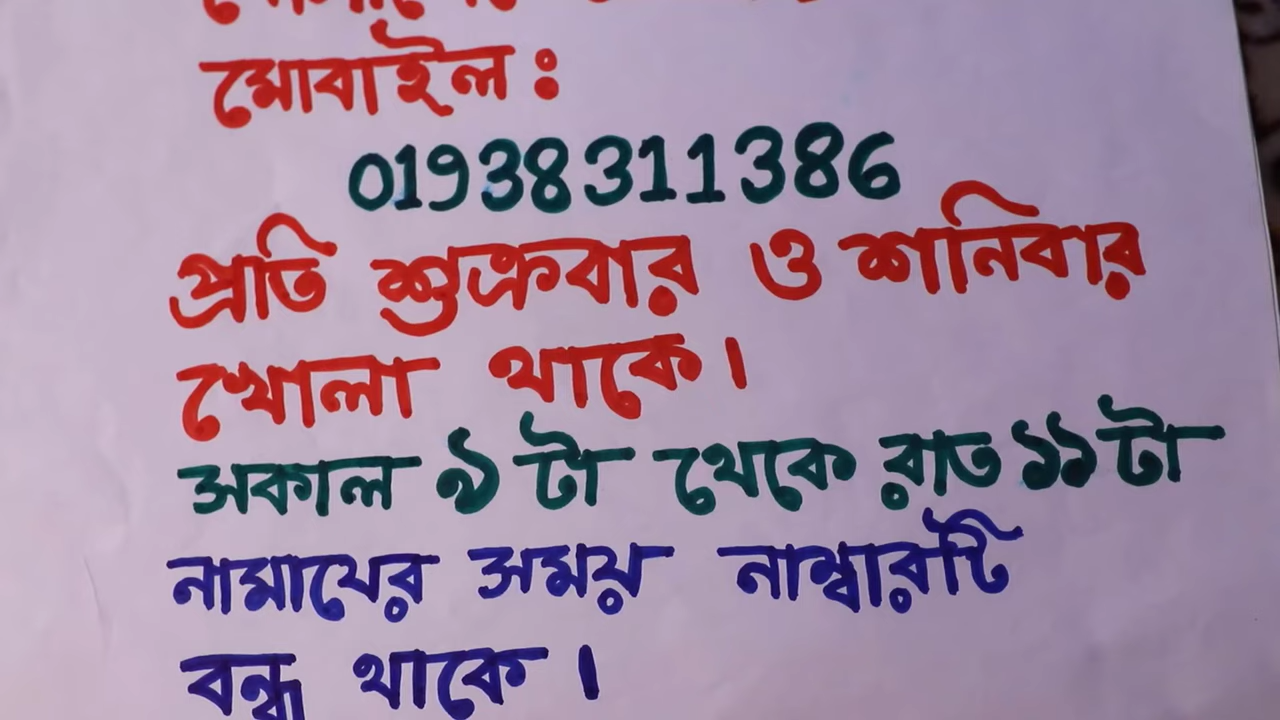 মোবাইল :
01938311386
প্রতি শুক্রবার ও শনিবার
খোলা থাকে।
সকাল ৯ টা থেকে রাত ১১ টা
নামাযের সময় নাম্বারটি
বন্ধ থাকে।